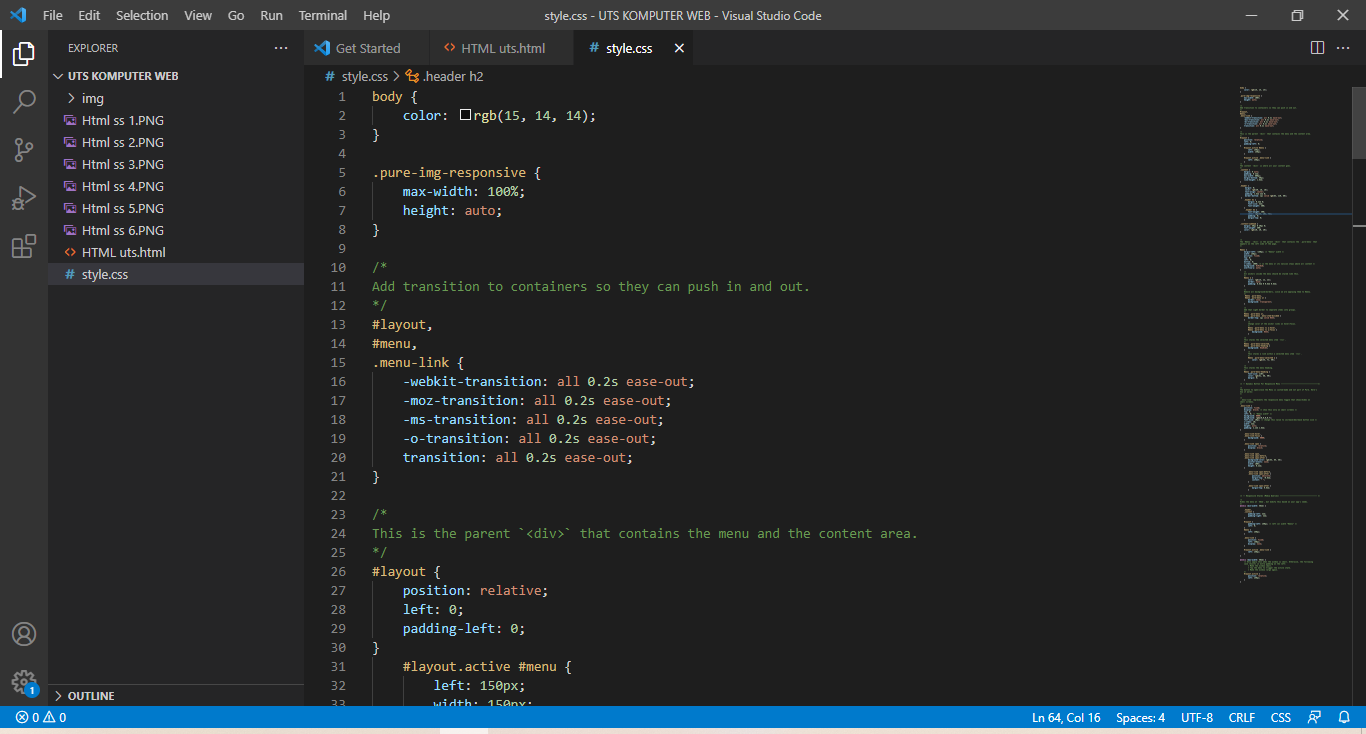 File Edit Selection View Go Run Terminal Help
style.css - UTS KOMPUTER WEB - Visual Studio Code
EXPLORER
UTS KOMPUTER WEB
img
Html ss 1.PNG
Html ss 2.PNG
Html ss 3.PNG
Html ss 4.PNG
Html ss 5.PNG
Html ss 6.PNG
<> HTML uts.html
# style.css
OUTLINE
Get Started
<> HTML uts.html
# style.css
# style.css > .header h2
1 body {
2     color: rgb(15, 14, 14);
3 }
4
5 .pure-img-responsive {
6     max-width: 100%;
7     height: auto;
8 }
9
10 /*
11 Add transition to containers so they can push in and out.
12 */
13 #layout,
14 #menu,
15 .menu-link {
16     -webkit-transition: all 0.2s ease-out;
17     -moz-transition: all 0.2s ease-out;
18     -ms-transition: all 0.2s ease-out;
19     -o-transition: all 0.2s ease-out;
20     transition: all 0.2s ease-out;
21 }
22
23 /*
24 This is the parent `<div>` that contains the menu and the content area.
25 */
26 #layout {
27     position: relative;
28     left: 0;
29     padding-left: 0;
30 }
31     #layout.active #menu {
32         left: 150px;
33         width: 150px;
1
0 0
Ln 64, Col 16 Spaces: 4 UTF-8 CRLF CSS